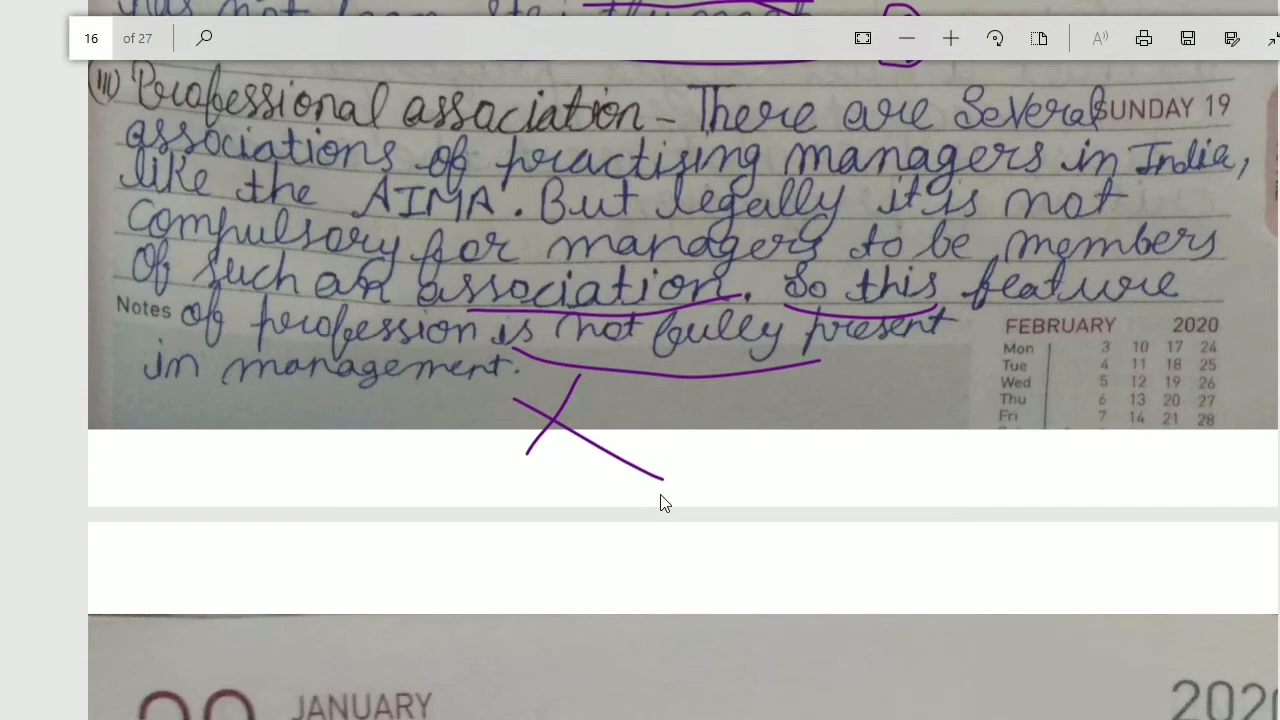 16 of 27
(iii) Professional association - There are Several
SUNDAY 19
associations of practising managers in India,
like the AIMA. But legally it is not
compulsory for managers to be members
of such an association. So this feature
Notes
of profession is not fully present
in management.
FEBRUARY 2020
Mon 3 10 17 24
Tue 4 11 18 25
Wed 5 12 19 26
Thu 6 13 20 27
Fri 7 14 21 28
JANUARY